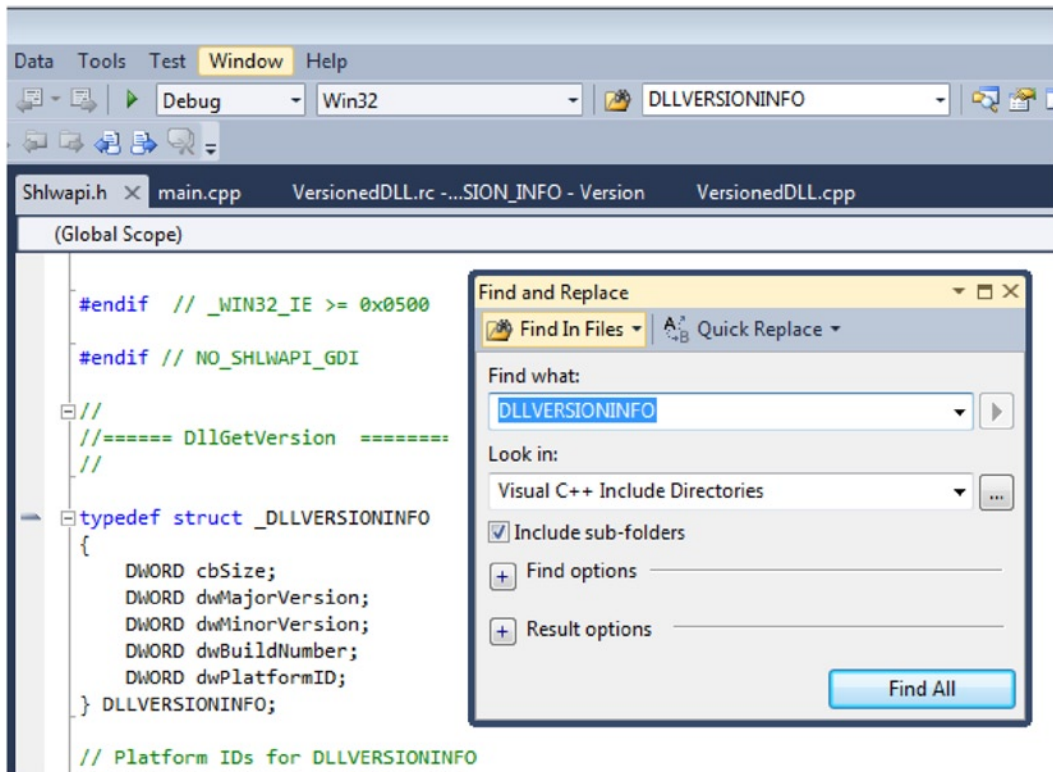 Data Tools Test Window Help
Debug Win32 DLLVERSIONINFO
Shlwapi.h main.cpp VersionedDLL.rc -...SION_INFO - Version VersionedDLL.cpp
(Global Scope)
#endif // _WIN32_IE >= 0x0500
#endif // NO_SHLWAPI_GDI
//
//====== DllGetVersion ========
//
typedef struct _DLLVERSIONINFO
{
DWORD cbSize;
DWORD dwMajorVersion;
DWORD dwMinorVersion;
DWORD dwBuildNumber;
DWORD dwPlatformID;
} DLLVERSIONINFO;
// Platform IDs for DLLVERSIONINFO
Find and Replace
Find In Files Quick Replace
Find what:
DLLVERSIONINFO
Look in:
Visual C++ Include Directories
...
Include sub-folders
Find options
Result options
Find All